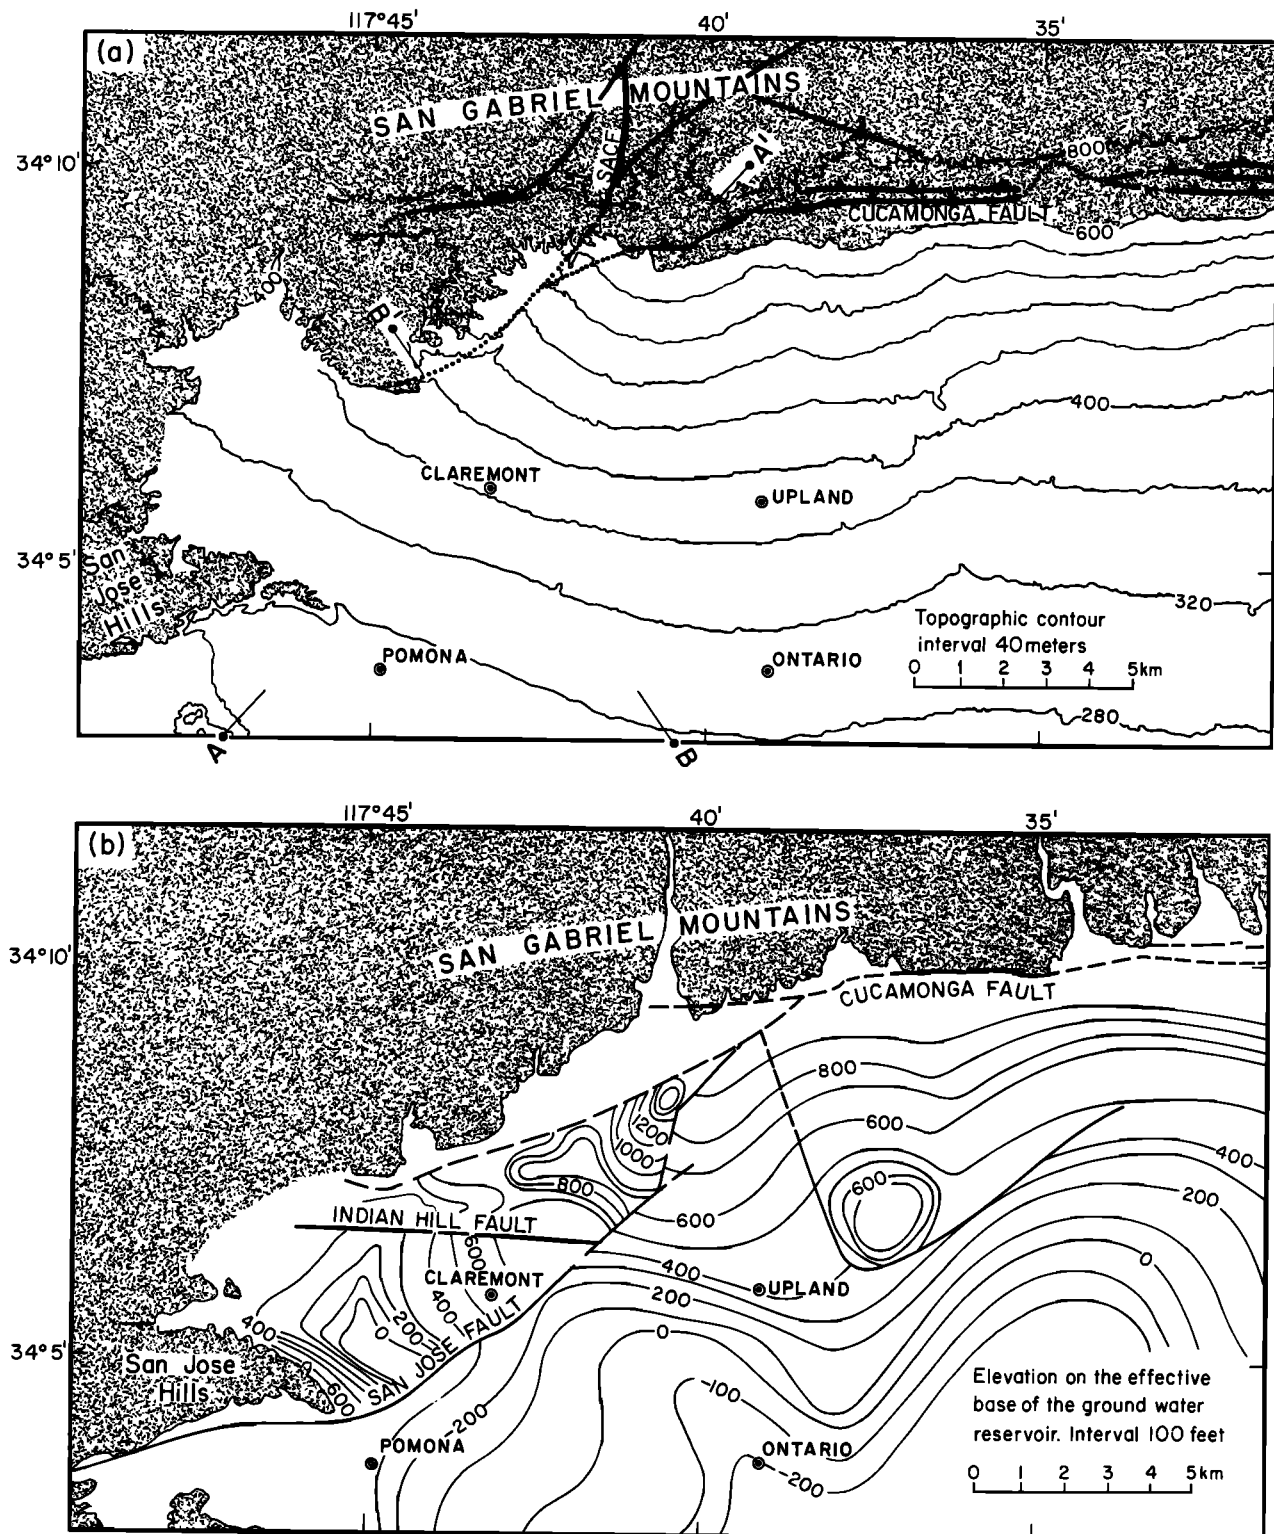 (a)
117°45'
40'
35'
SAN GABRIEL MOUNTAINS
34°10'
SACF
A'
800
CUCAMONGA FAULT
600
400
B'
400
CLAREMONT
UPLAND
34°5'
San
Jose
Hills
320
Topographic contour
interval 40 meters
0 1 2 3 4 5km
POMONA
ONTARIO
280
A
B
(b)
117°45'
40'
35'
SAN GABRIEL MOUNTAINS
34°10'
CUCAMONGA FAULT
800
1200
600
1000
400
800
600
200
INDIAN HILL FAULT
600
600
0
CLAREMONT
400
UPLAND
400
200
400
200
0
0
34°5'
San Jose
Hills
600
SAN JOSE FAULT
-100
Elevation on the effective
base of the ground water
reservoir. Interval 100 feet
-200
POMONA
ONTARIO
-200
0 1 2 3 4 5km